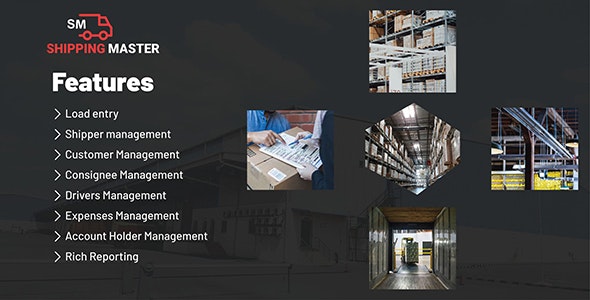 SM
SHIPPING MASTER
Features
Load entry
Shipper management
Customer Management
Consignee Management
Drivers Management
Expenses Management
Account Holder Management
Rich Reporting